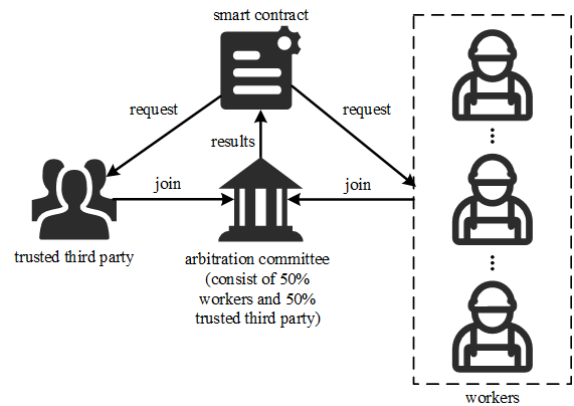 smart contract
request
request
results
join
join
trusted third party
arbitration committee
(consist of 50%
workers and 50%
trusted third party)
workers